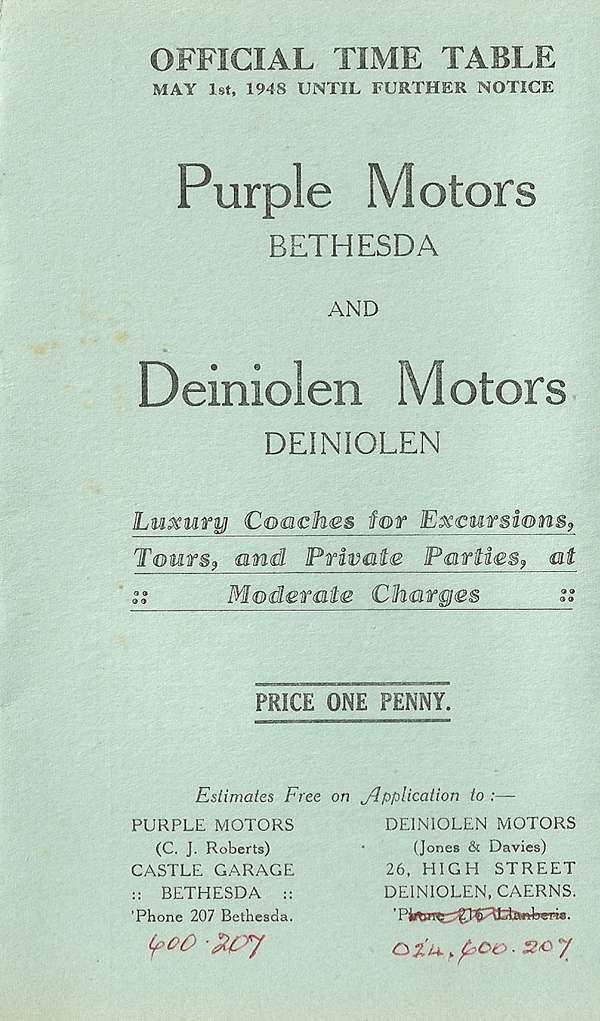 OFFICIAL TIME TABLE
MAY 1st, 1948 UNTIL FURTHER NOTICE
Purple Motors
BETHESDA
AND
Deiniolen Motors
DEINIOLEN
Luxury Coaches for Excursions,
Tours, and Private Parties, at
:: Moderate Charges ::
PRICE ONE PENNY.
Estimates Free on Application to :—
PURPLE MOTORS
(C. J. Roberts)
CASTLE GARAGE
:: BETHESDA ::
'Phone 207 Bethesda.
600·207
DEINIOLEN MOTORS
(Jones & Davies)
26, HIGH STREET
DEINIOLEN, CAERNS.
'Phone Llanberis.
024,600·207